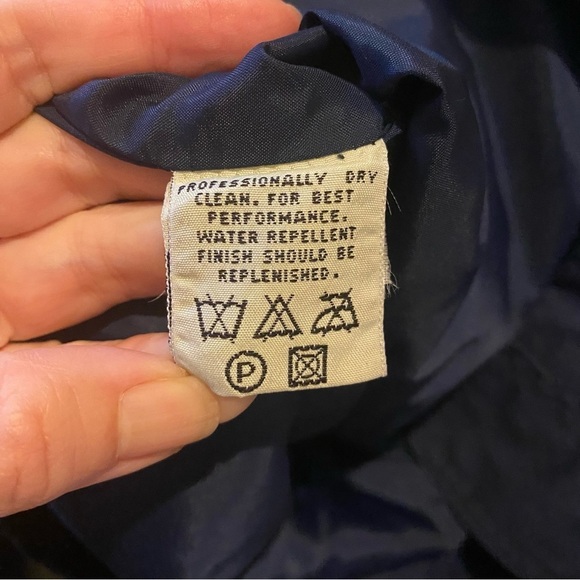 PROFESSIONALLY DRY
CLEAN. FOR BEST
PERFORMANCE.
WATER REPELLENT
FINISH SHOULD BE
REPLENISHED.
P